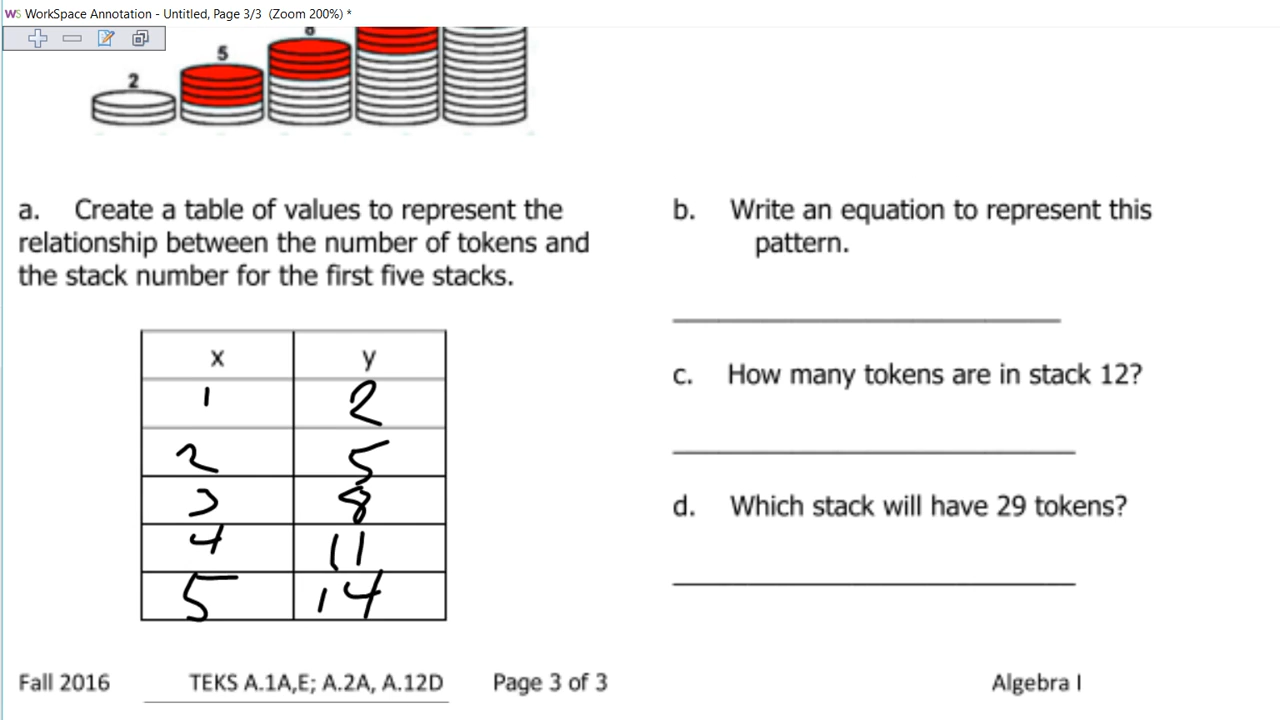 WorkSpace Annotation - Untitled, Page 3/3 (Zoom 200%) *
5
2
a. Create a table of values to represent the
relationship between the number of tokens and
the stack number for the first five stacks.
x y
1 2
2 5
3 8
4 11
5 14
b. Write an equation to represent this
pattern.
c. How many tokens are in stack 12?
d. Which stack will have 29 tokens?
Fall 2016 TEKS A.1A,E; A.2A, A.12D Page 3 of 3 Algebra I